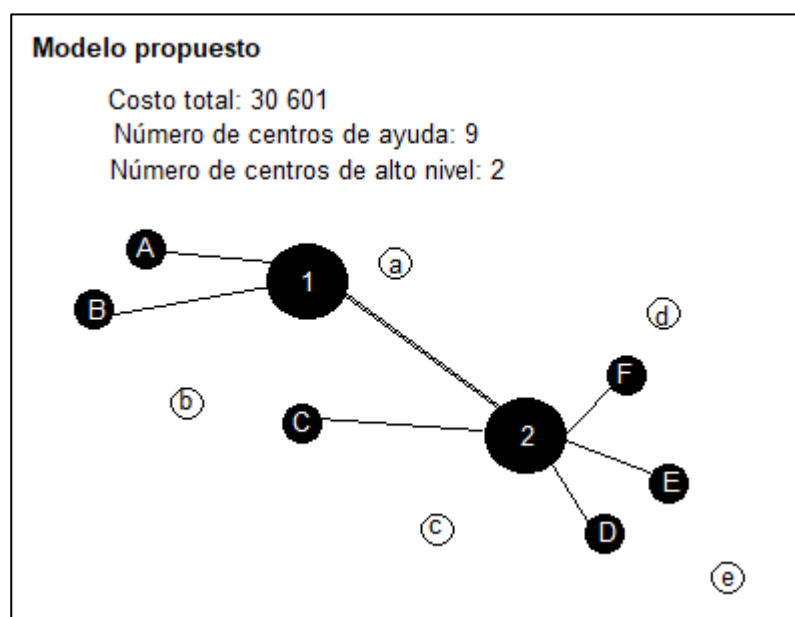 Modelo propuesto
Costo total: 30 601
Número de centros de ayuda: 9
Número de centros de alto nivel: 2
A
1
a
B
d
F
b
C
2
E
c
D
e